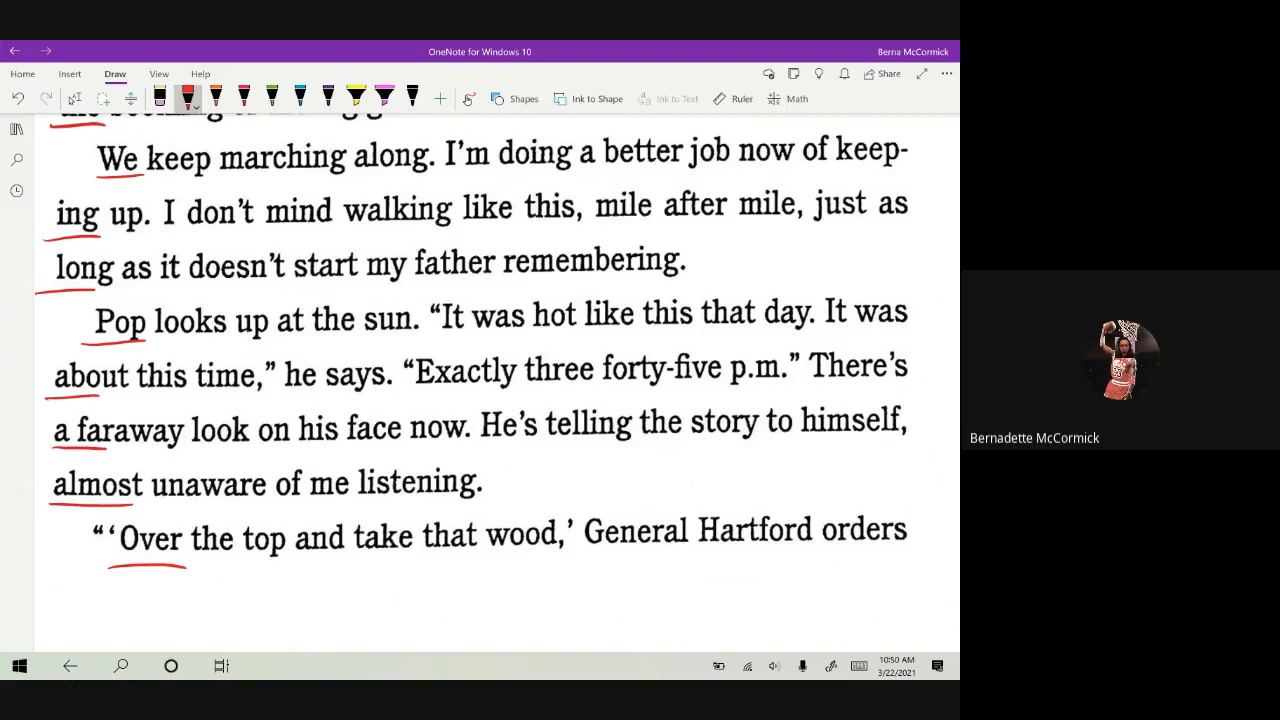 OneNote for Windows 10
Berna McCormick
Home Insert Draw View Help
Share
Shapes Ink to Shape Ink to Text Ruler Math
We keep marching along. I'm doing a better job now of keep-
ing up. I don't mind walking like this, mile after mile, just as
long as it doesn't start my father remembering.
Pop looks up at the sun. “It was hot like this that day. It was
about this time,” he says. “Exactly three forty-five p.m.” There's
a faraway look on his face now. He's telling the story to himself,
almost unaware of me listening.
“‘Over the top and take that wood,’ General Hartford orders
Bernadette McCormick
10:50 AM
3/22/2021